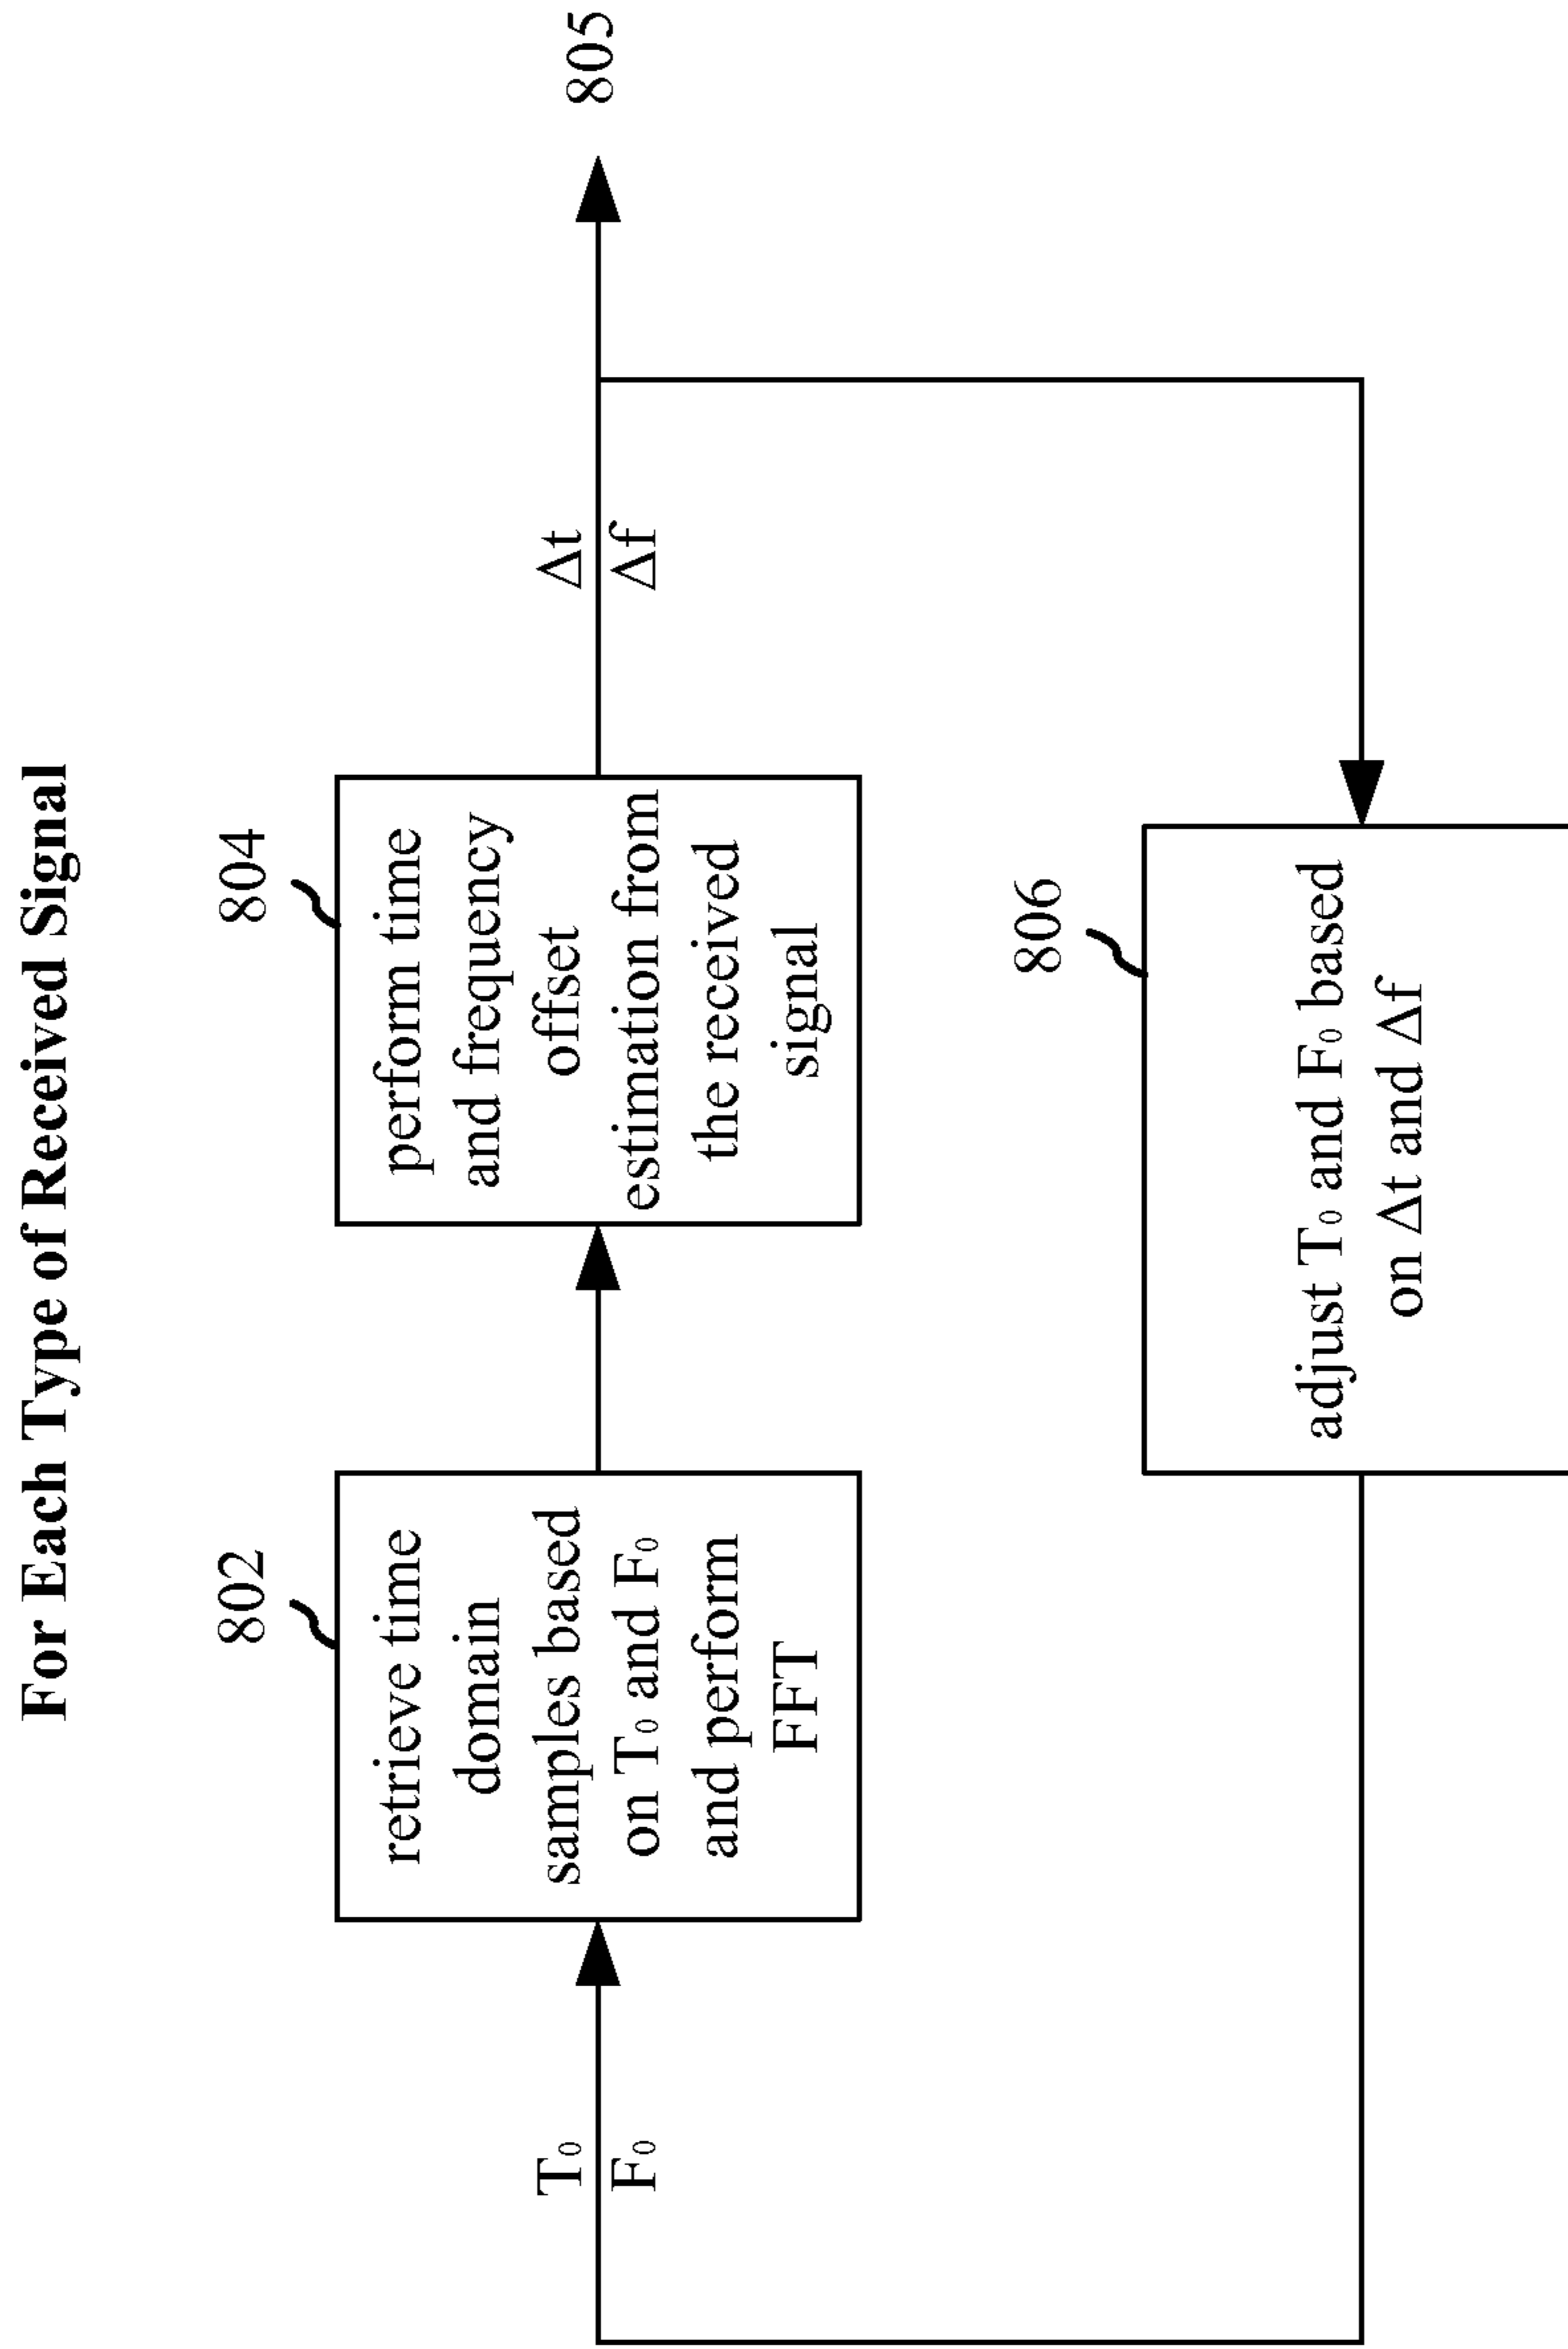 For Each Type of Received Signal
802
retrieve time
domain
samples based
on T₀ and F₀
and perform
FFT
804
perform time
and frequency
offset
estimation from
the received
signal
T₀
F₀
Δt
Δf
805
806
adjust T₀ and F₀ based
on Δt and Δf